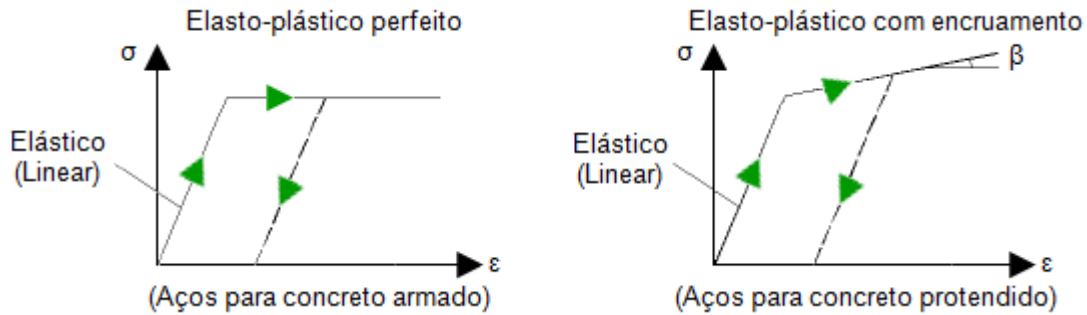 Elasto-plástico perfeito
σ
Elástico
(Linear)
ε
(Aços para concreto armado)
Elasto-plástico com encruamento
σ
β
Elástico
(Linear)
ε
(Aços para concreto protendido)